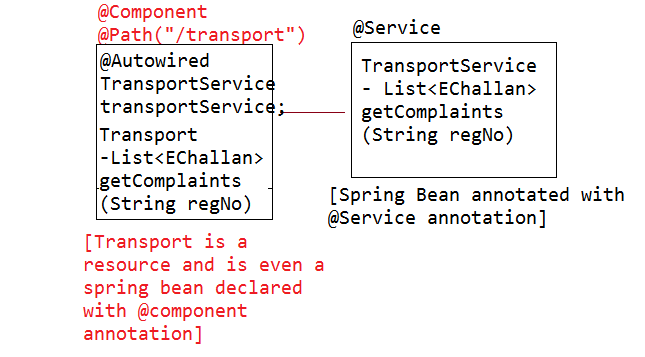 @Component
@Path("/transport")
@Autowired
TransportService
transportService;
Transport
-List<EChallan>
getComplaints
(String regNo)
[Transport is a
resource and is even a
spring bean declared
with @component
annotation]
@Service
TransportService
- List<EChallan>
getComplaints
(String regNo)
[Spring Bean annotated with
@Service annotation]